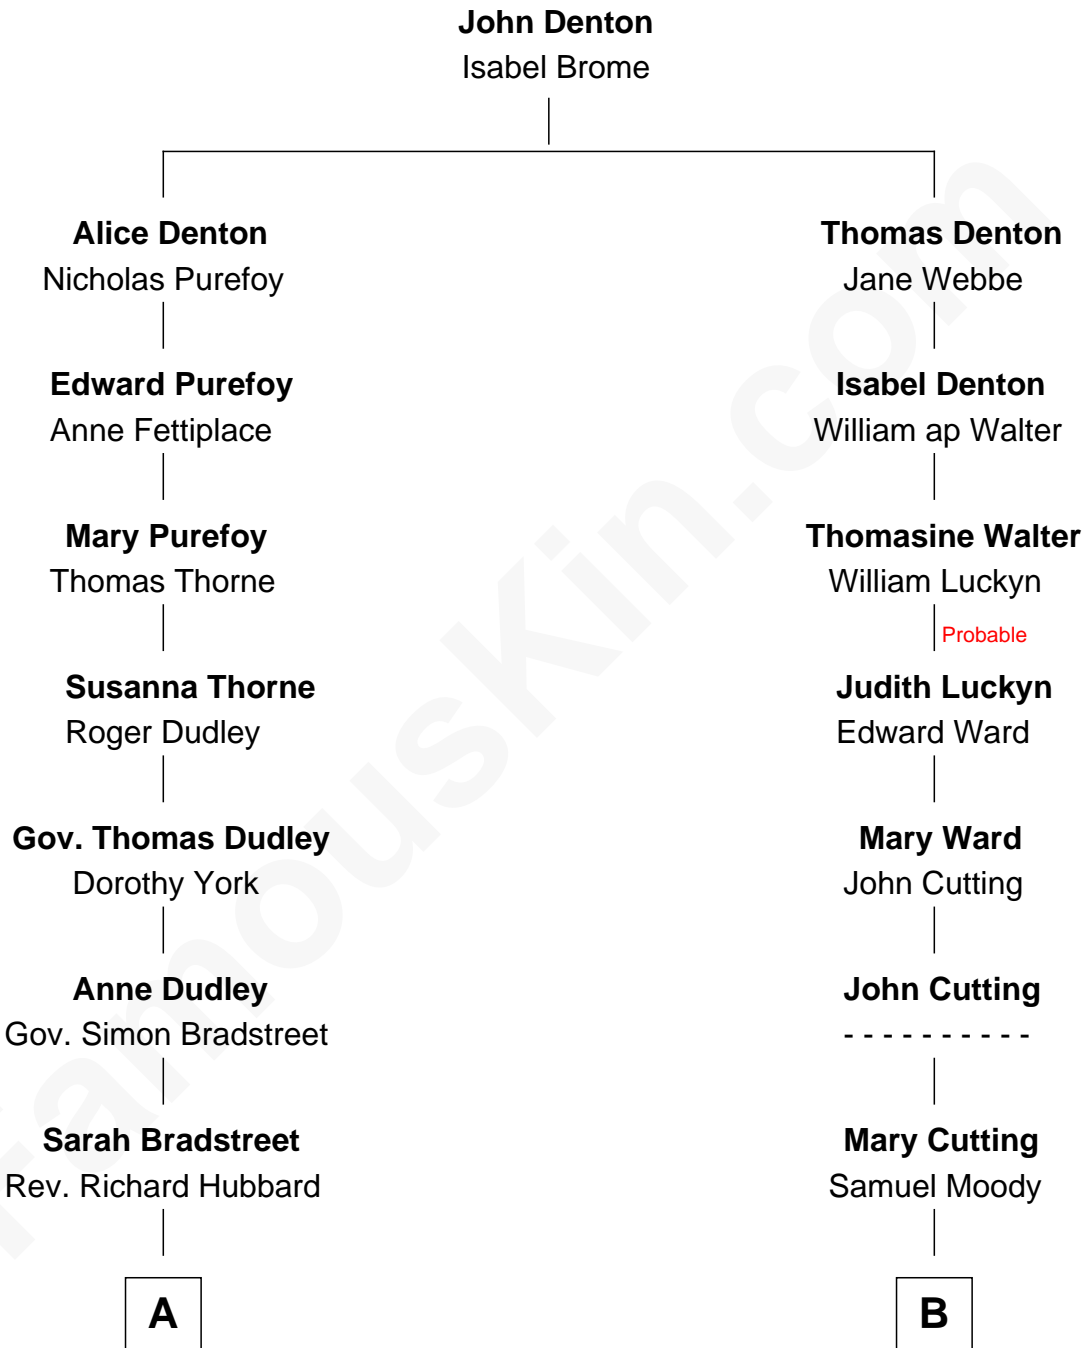 John Denton
Isabel Brome
Alice Denton
Nicholas Purefoy
Thomas Denton
Jane Webbe
Edward Purefoy
Anne Fettiplace
Isabel Denton
William ap Walter
Mary Purefoy
Thomas Thorne
Thomasine Walter
William Luckyn
Probable
Susanna Thorne
Roger Dudley
Judith Luckyn
Edward Ward
Gov. Thomas Dudley
Dorothy York
Mary Ward
John Cutting
Anne Dudley
Gov. Simon Bradstreet
John Cutting
- - - - - - - - - -
Sarah Bradstreet
Rev. Richard Hubbard
Mary Cutting
Samuel Moody
A
B
FamousKin.com